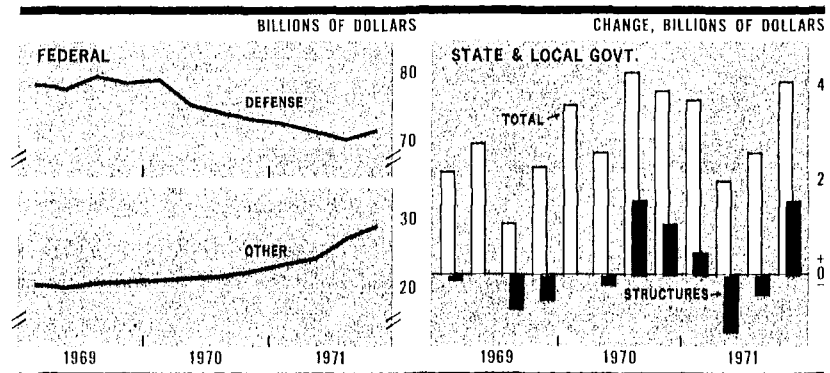 BILLIONS OF DOLLARS
FEDERAL
80
DEFENSE
70
30
OTHER
20
1969 1970 1971
CHANGE, BILLIONS OF DOLLARS
STATE & LOCAL GOVT.
4
TOTAL
2
+
0
–
STRUCTURES
1969 1970 1971